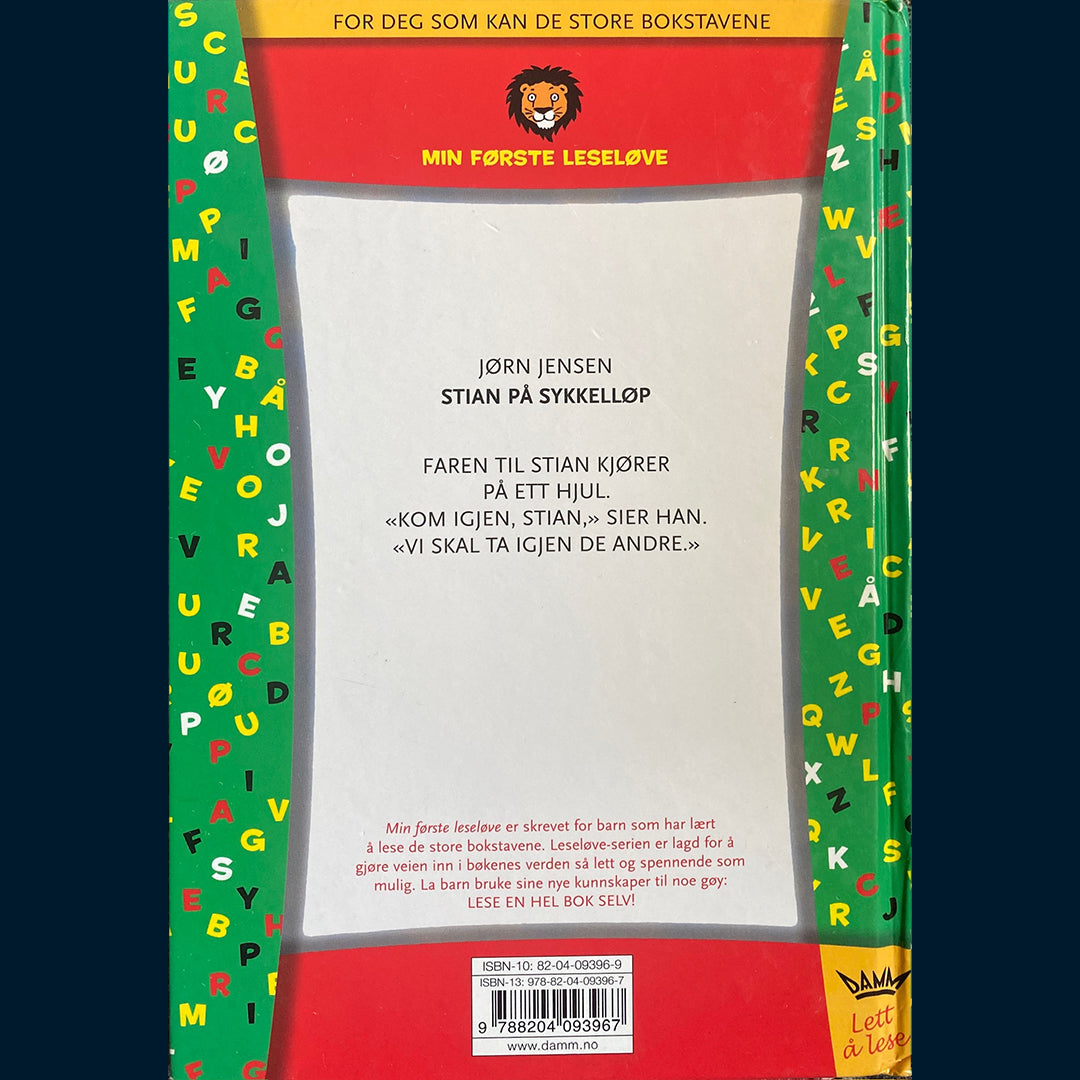 FOR DEG SOM KAN DE STORE BOKSTAVENE
MIN FØRSTE LESELØVE
JØRN JENSEN
STIAN PÅ SYKKELLØP
FAREN TIL STIAN KJØRER
PÅ ETT HJUL.
«KOM IGJEN, STIAN,» SIER HAN.
«VI SKAL TA IGJEN DE ANDRE.»
Min første leseløve er skrevet for barn som har lært
å lese de store bokstavene. Leseløve-serien er lagd for å
gjøre veien inn i bøkenes verden så lett og spennende som
mulig. La barn bruke sine nye kunnskaper til noe gøy:
LESE EN HEL BOK SELV!
ISBN-10: 82-04-09396-9
ISBN-13: 978-82-04-09396-7
9 788204 093967
www.damm.no
DAMM
Lett
å lese